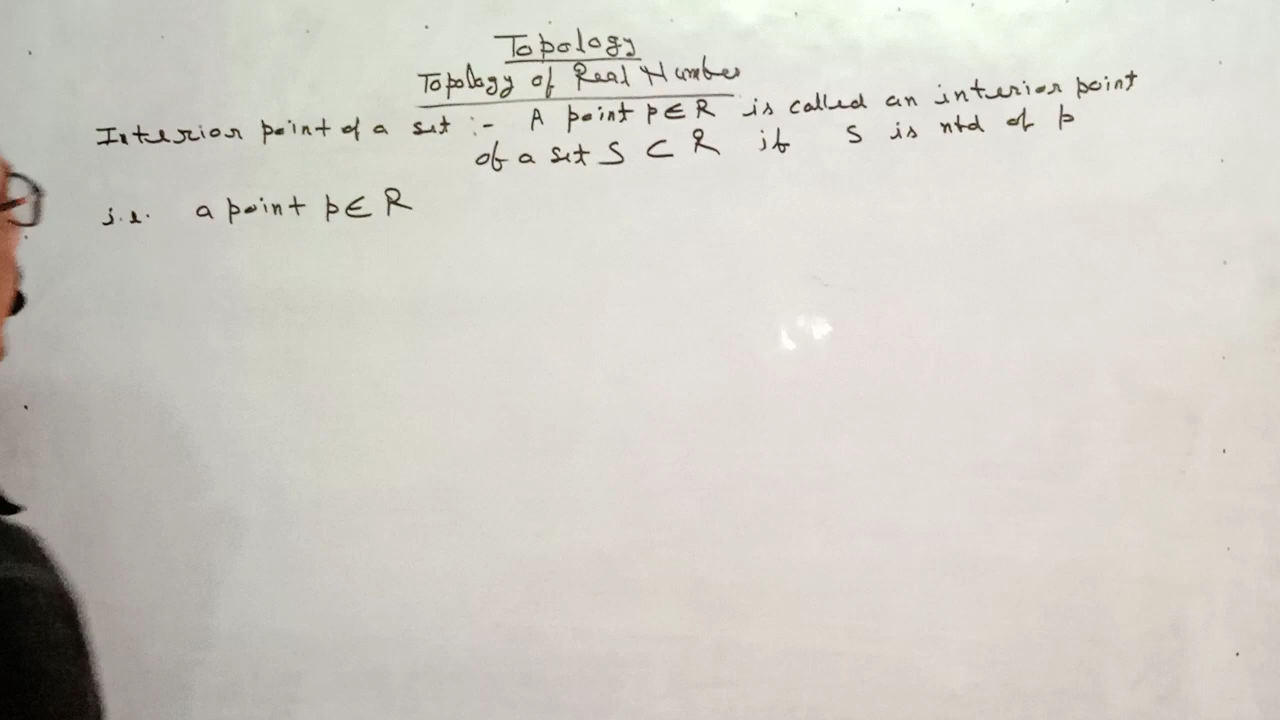 Topology
Topology of Real Number
Interior point of a set :- A point p∈R is called an interior point
of a set S ⊂ R if S is nbd of p
i.e. a point p∈R